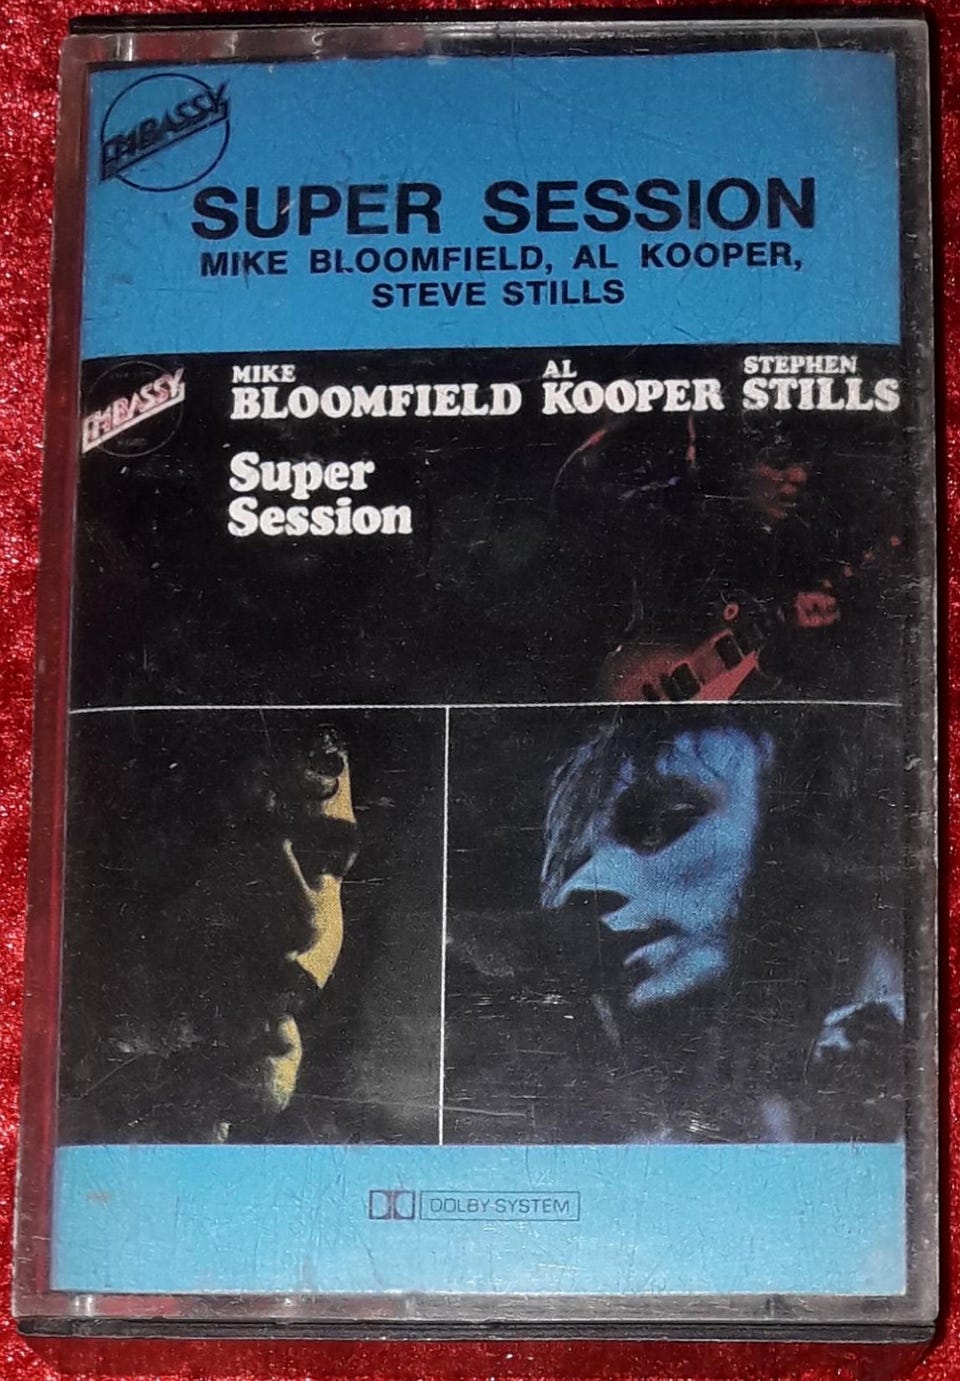 EMBASSY
SUPER SESSION
MIKE BLOOMFIELD, AL KOOPER,
STEVE STILLS
EMBASSY
MIKE AL STEPHEN
BLOOMFIELD KOOPER STILLS
Super
Session
DOLBY SYSTEM